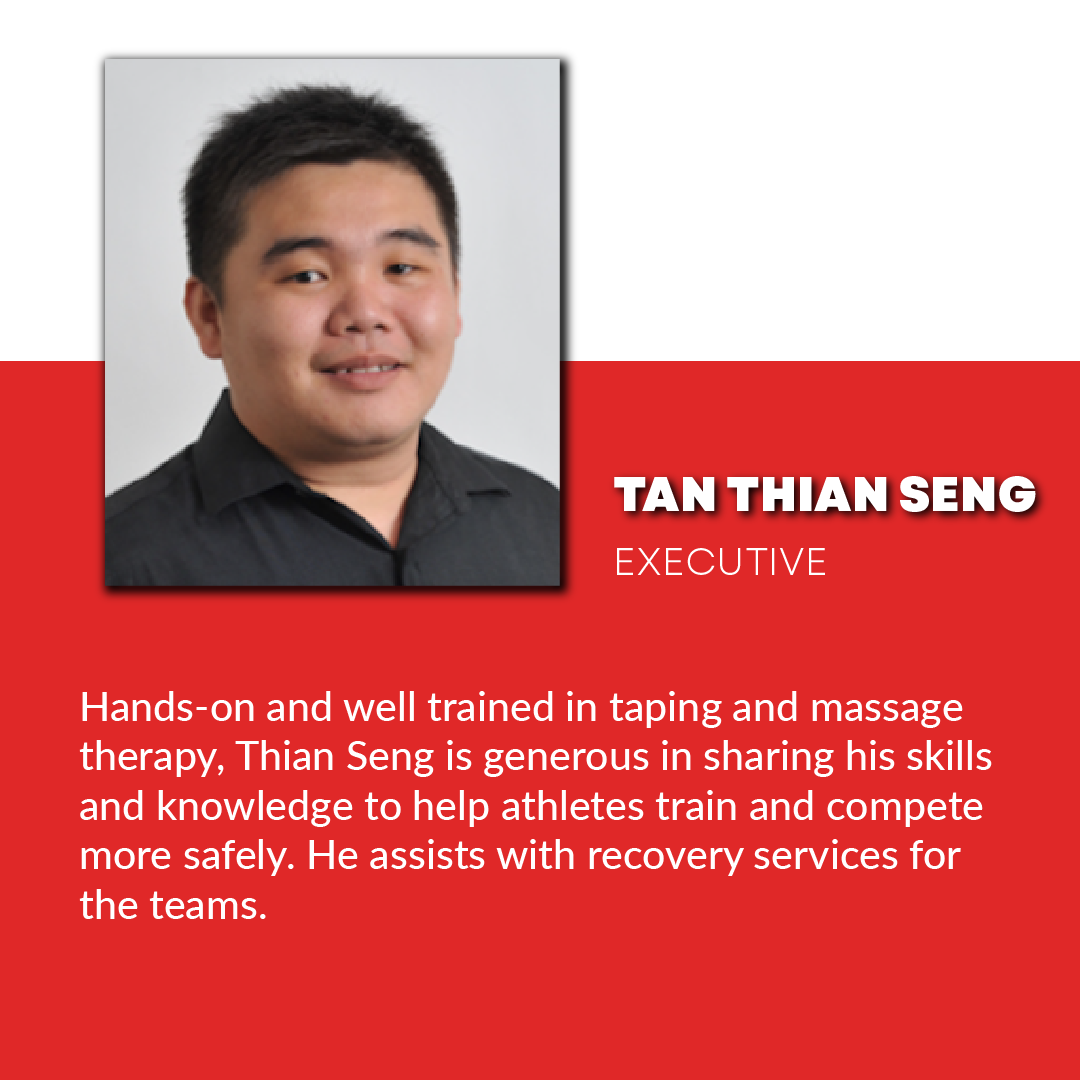 TAN THIAN SENG
EXECUTIVE
Hands-on and well trained in taping and massage
therapy, Thian Seng is generous in sharing his skills
and knowledge to help athletes train and compete
more safely. He assists with recovery services for
the teams.